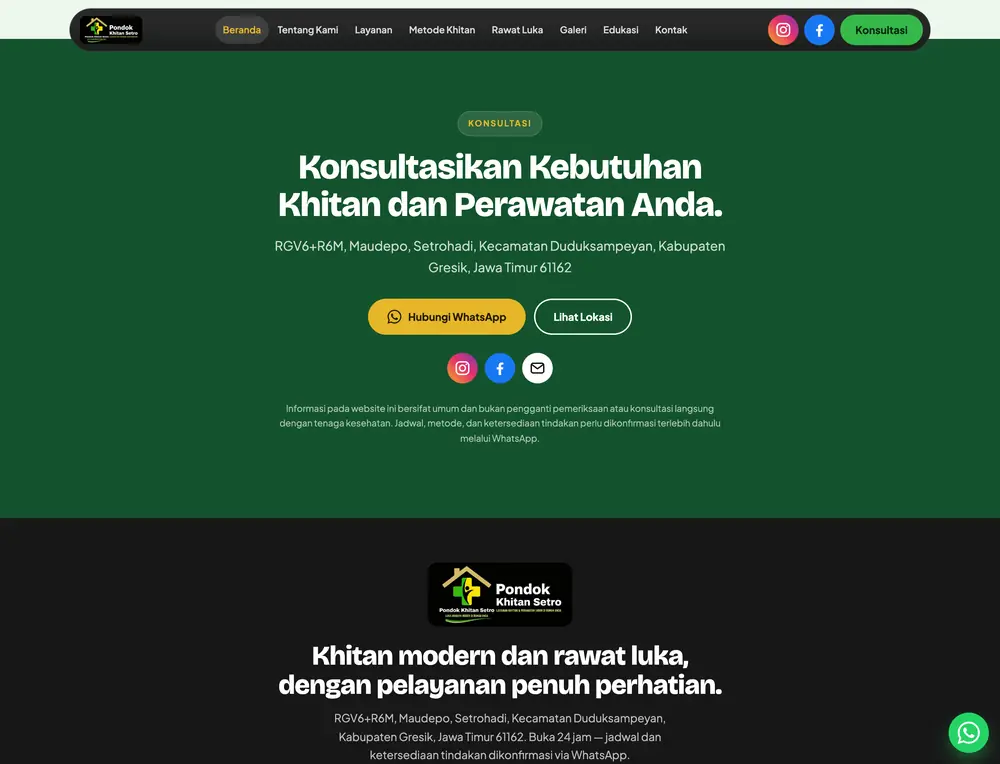 Pondok
Khitan Setro
Beranda
Tentang Kami
Layanan
Metode Khitan
Rawat Luka
Galeri
Edukasi
Kontak
Konsultasi
KONSULTASI
Konsultasikan Kebutuhan
Khitan dan Perawatan Anda.
RGV6+R6M, Maudepo, Setrohadi, Kecamatan Duduksampeyan, Kabupaten
Gresik, Jawa Timur 61162
Hubungi WhatsApp
Lihat Lokasi
Informasi pada website ini bersifat umum dan bukan pengganti pemeriksaan atau konsultasi langsung
dengan tenaga kesehatan. Jadwal, metode, dan ketersediaan tindakan perlu dikonfirmasi terlebih dahulu
melalui WhatsApp.
Pondok
Khitan Setro
Pondok Khitan Setro
Khitan modern dan rawat luka,
dengan pelayanan penuh perhatian.
RGV6+R6M, Maudepo, Setrohadi, Kecamatan Duduksampeyan,
Kabupaten Gresik, Jawa Timur 61162. Buka 24 jam — jadwal dan
ketersediaan tindakan dikonfirmasi via WhatsApp.